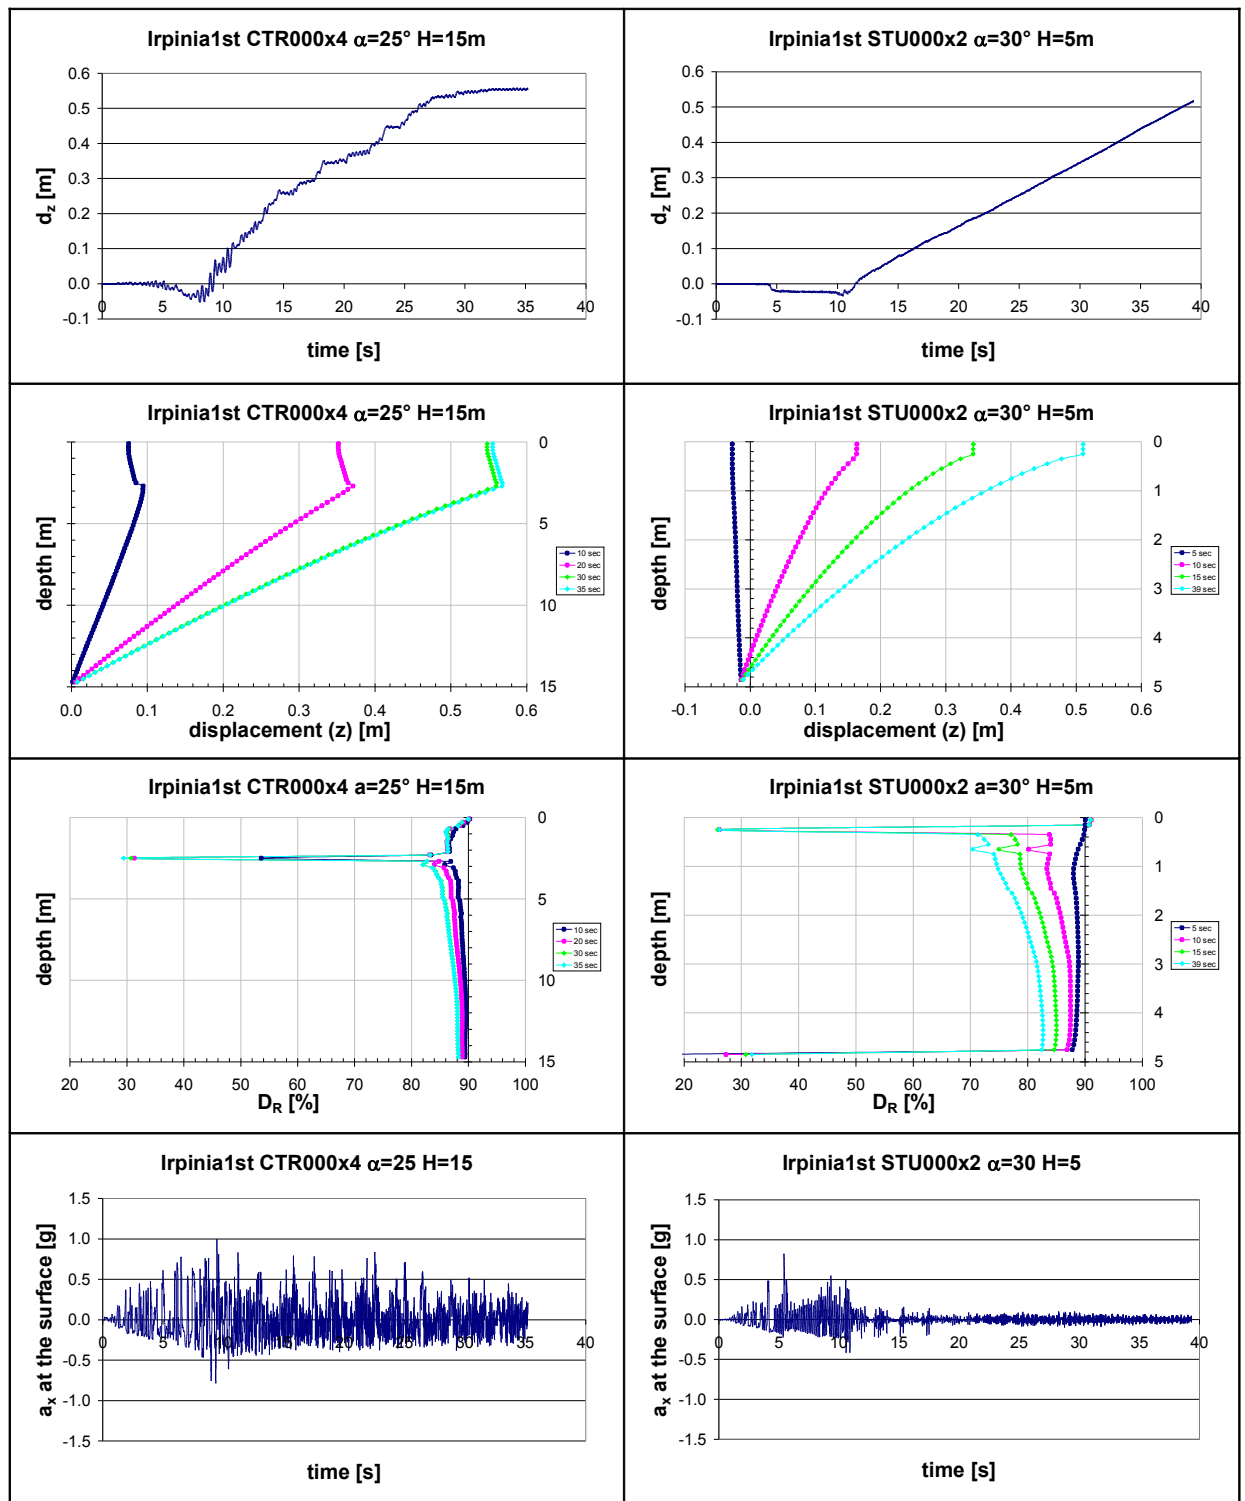 Irpinia1st CTR000x4 α=25° H=15m
0.6
0.5
0.4
0.3
0.2
0.1
0.0
-0.1
0 5 10 15 20 25 30 35 40
d_z [m]
time [s]
Irpinia1st STU000x2 α=30° H=5m
0.6
0.5
0.4
0.3
0.2
0.1
0.0
-0.1
0 5 10 15 20 25 30 35 40
d_z [m]
time [s]
Irpinia1st CTR000x4 α=25° H=15m
0
5
10
15
depth [m]
10 sec
20 sec
30 sec
35 sec
0.0 0.1 0.2 0.3 0.4 0.5 0.6
displacement (z) [m]
Irpinia1st STU000x2 α=30° H=5m
0
1
2
3
4
5
depth [m]
5 sec
10 sec
15 sec
39 sec
-0.1 0.0 0.1 0.2 0.3 0.4 0.5 0.6
displacement (z) [m]
Irpinia1st CTR000x4 a=25° H=15m
0
5
10
15
depth [m]
10 sec
20 sec
30 sec
35 sec
20 30 40 50 60 70 80 90 100
D_R [%]
Irpinia1st STU000x2 a=30° H=5m
0
1
2
3
4
5
depth [m]
5 sec
10 sec
15 sec
39 sec
20 30 40 50 60 70 80 90 100
D_R [%]
Irpinia1st CTR000x4 α=25 H=15
1.5
1.0
0.5
0.0
-0.5
-1.0
-1.5
0 5 10 15 20 25 30 35 40
a_x at the surface [g]
time [s]
Irpinia1st STU000x2 α=30 H=5
1.5
1.0
0.5
0.0
-0.5
-1.0
-1.5
0 5 10 15 20 25 30 35 40
a_x at the surface [g]
time [s]